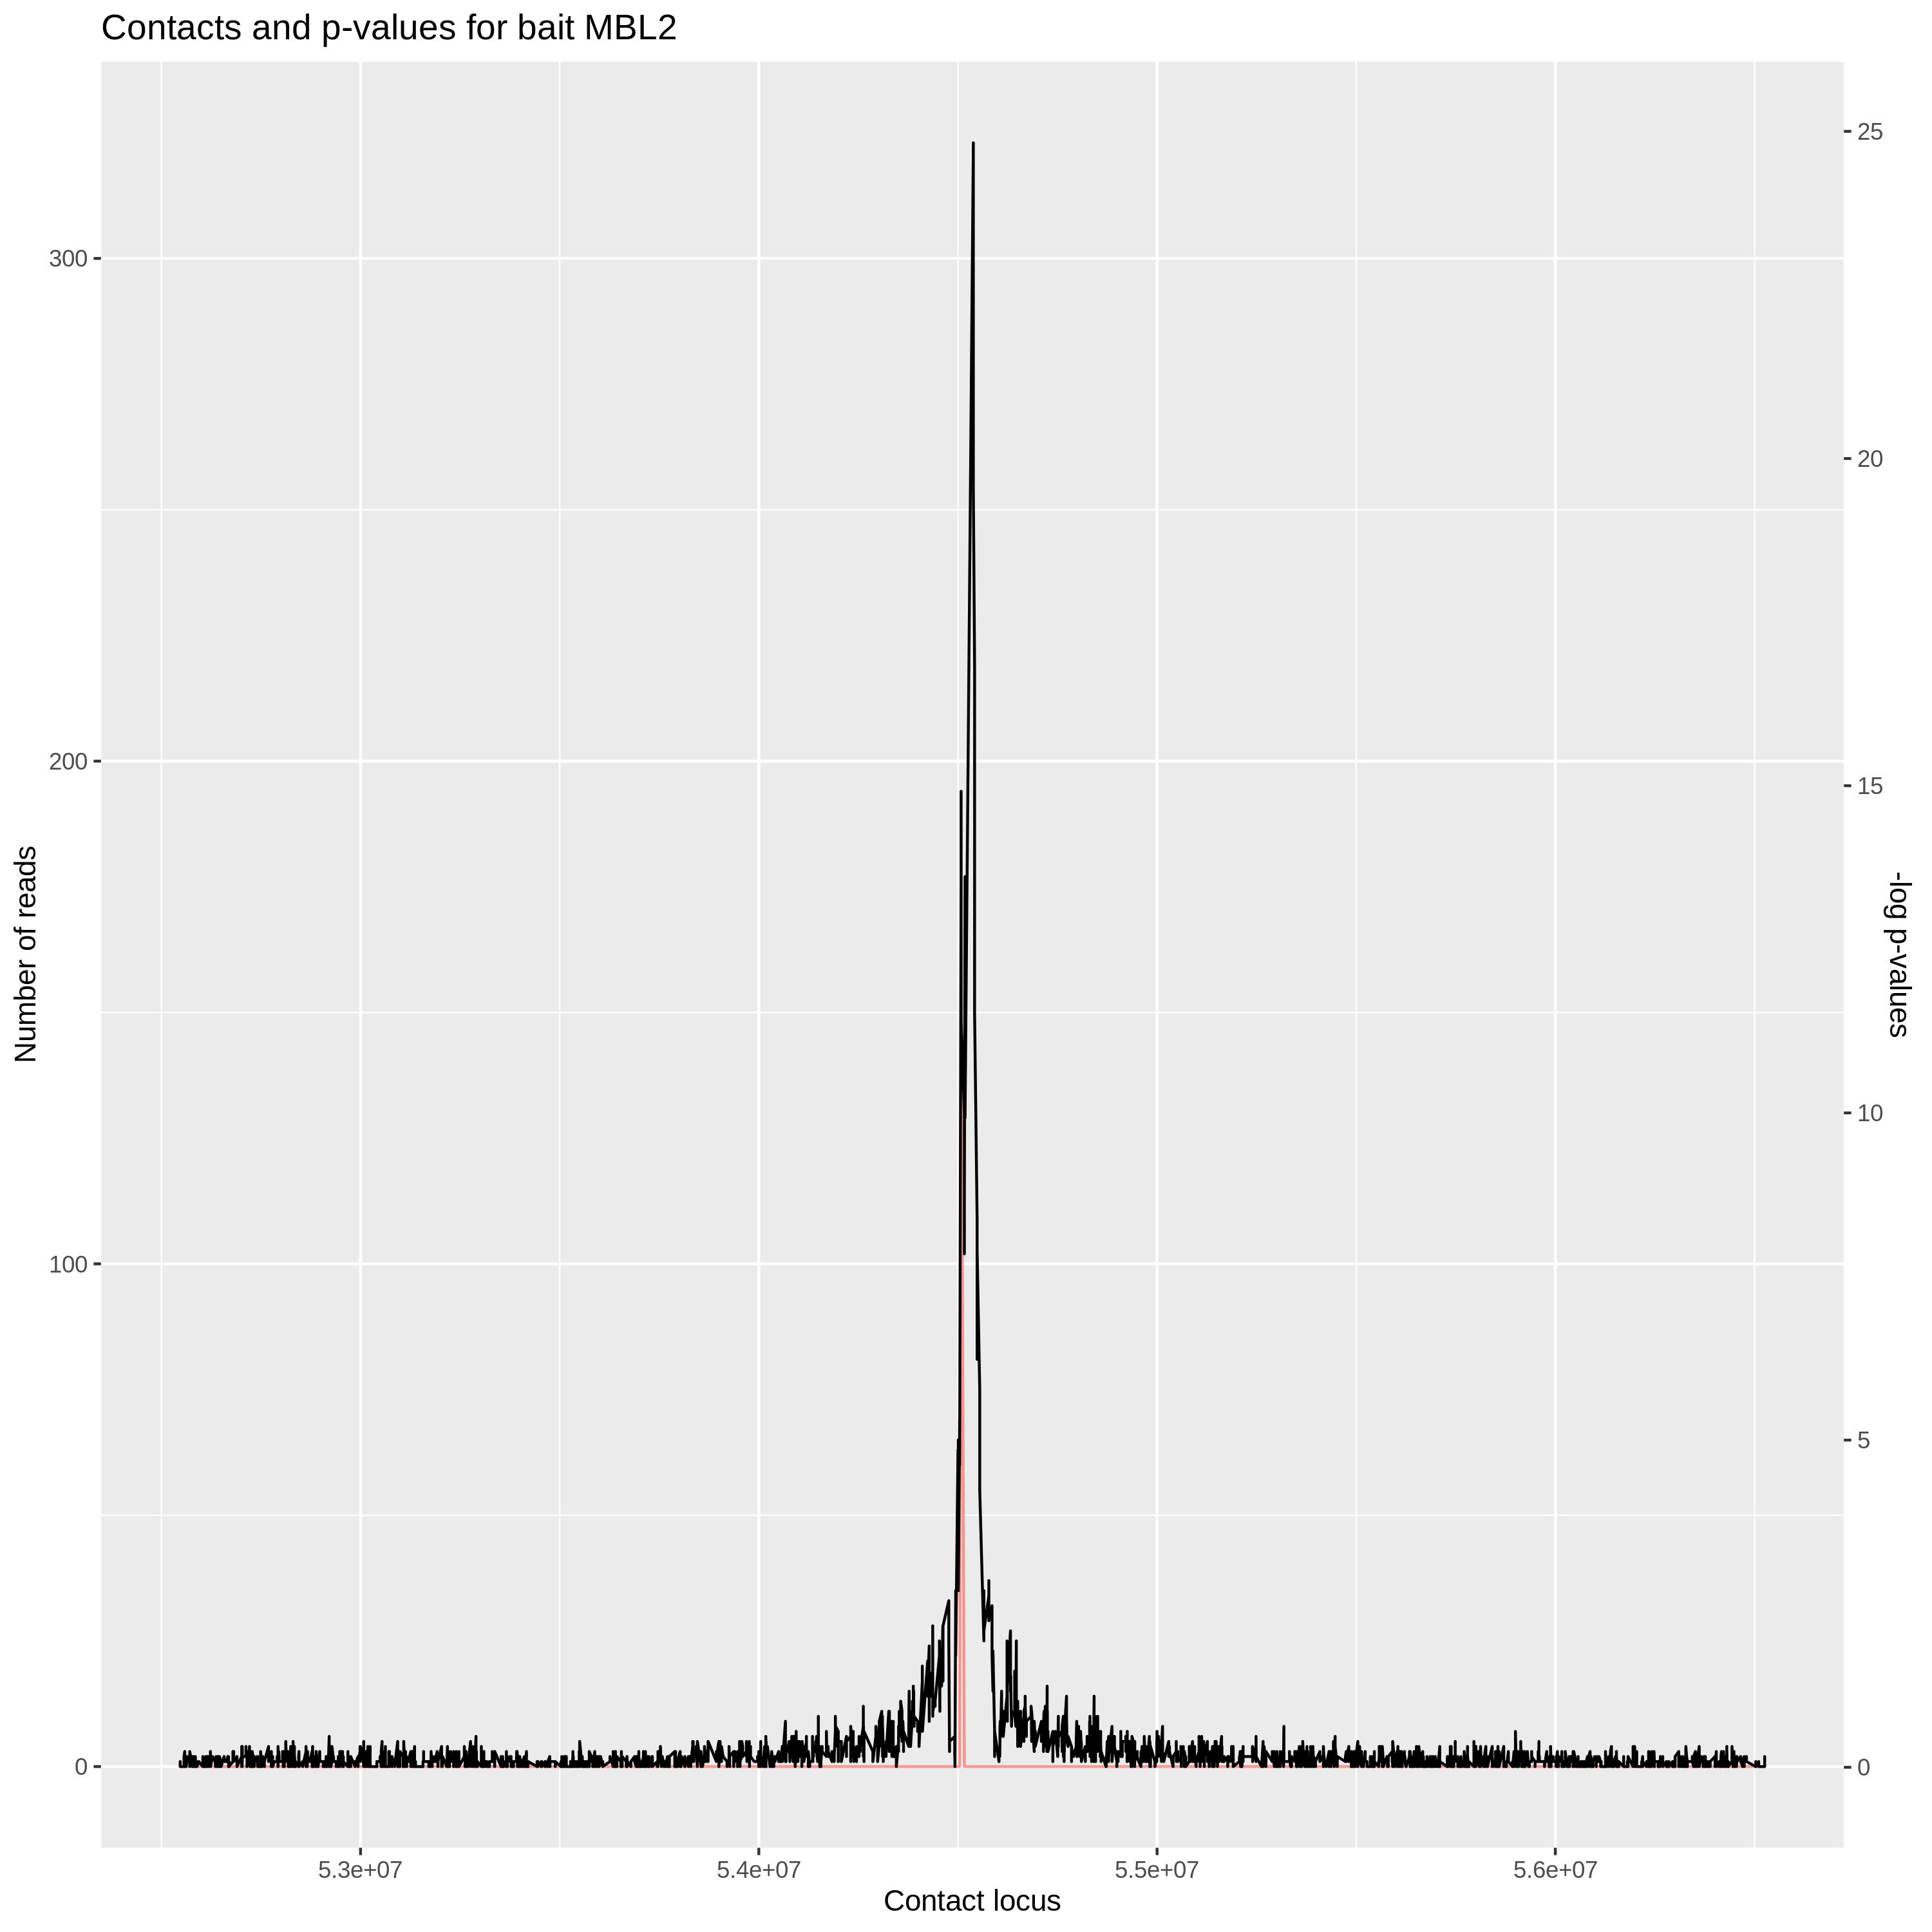 Contacts and p-values for bait MBL2
Number of reads
300
200
100
0
25
20
15
10
5
0
-log p-values
5.3e+07
5.4e+07
5.5e+07
5.6e+07
Contact locus